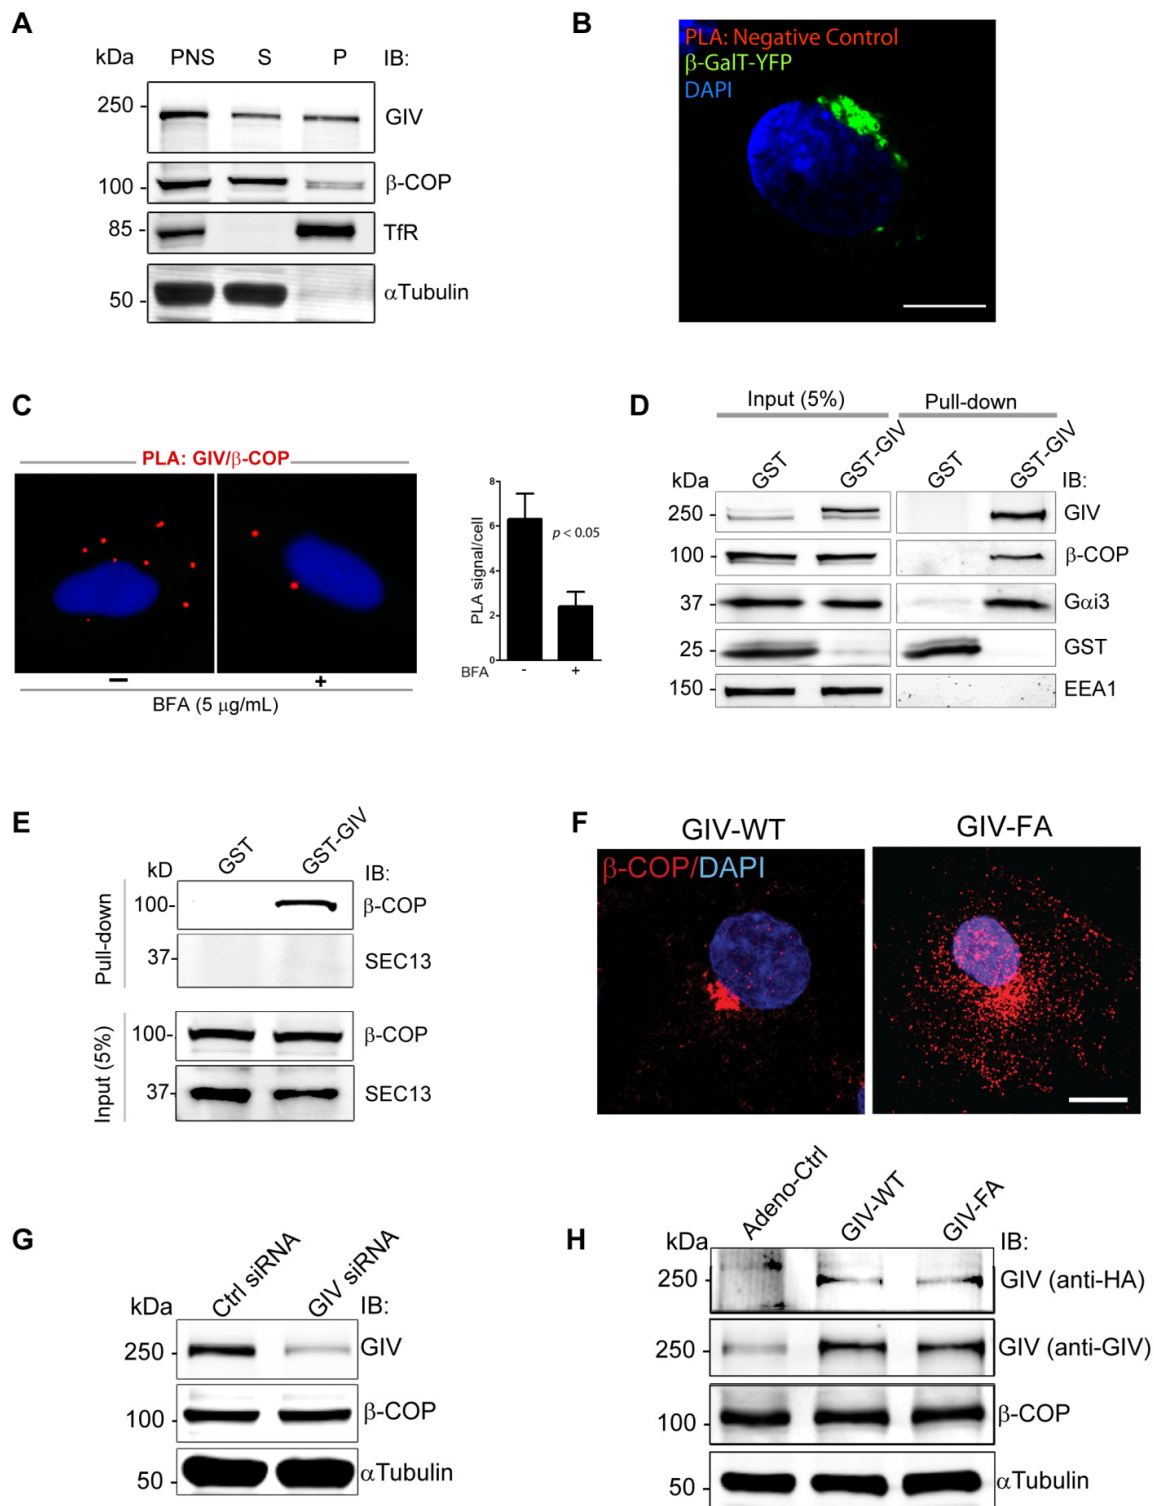 A
kDa PNS S P IB:
250 GIV
100 β-COP
85 TfR
50 αTubulin
B
PLA: Negative Control
β-GalT-YFP
DAPI
C
PLA: GIV/β-COP
− +
BFA (5 μg/mL)
8
6
4
2
0
PLA signal/cell
p < 0.05
BFA - +
D
Input (5%) Pull-down
kDa GST GST-GIV GST GST-GIV IB:
250 GIV
100 β-COP
37 Gαi3
25 GST
150 EEA1
E
kD GST GST-GIV IB:
Pull-down
100 β-COP
37 SEC13
Input (5%)
100 β-COP
37 SEC13
F
GIV-WT GIV-FA
β-COP/DAPI
G
kDa Ctrl siRNA GIV siRNA IB:
250 GIV
100 β-COP
50 αTubulin
H
kDa Adeno-Ctrl GIV-WT GIV-FA IB:
250 GIV (anti-HA)
250 GIV (anti-GIV)
100 β-COP
50 αTubulin